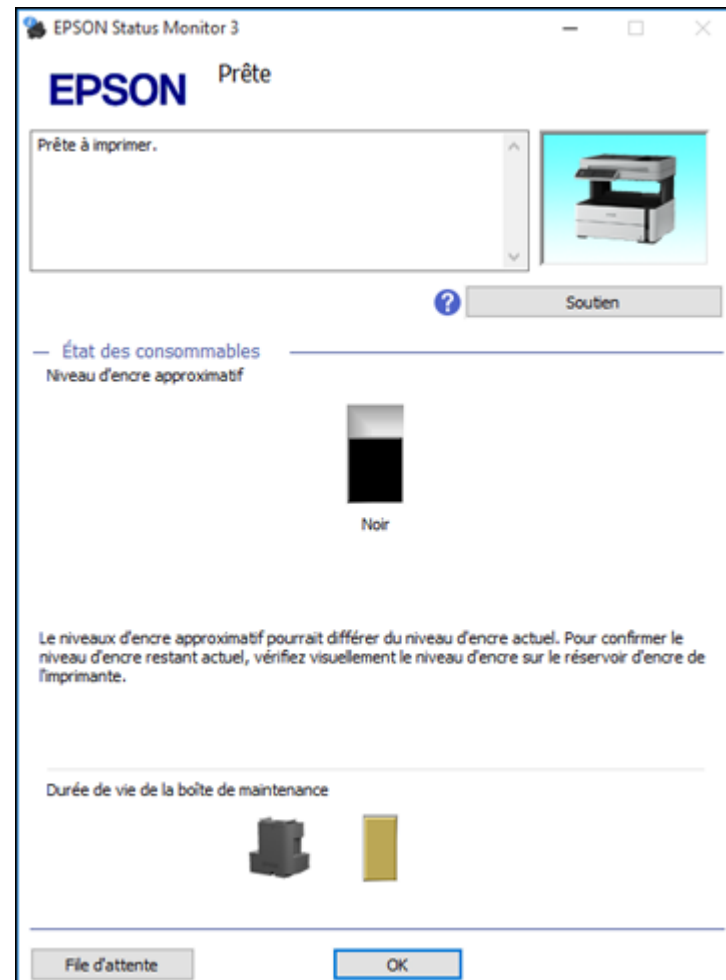 EPSON Status Monitor 3
EPSON
Prête
Prête à imprimer.
Soutien
État des consommables
Niveau d'encre approximatif
Noir
Le niveaux d'encre approximatif pourrait différer du niveau d'encre actuel. Pour confirmer le
niveau d'encre restant actuel, vérifiez visuellement le niveau d'encre sur le réservoir d'encre de
l'imprimante.
Durée de vie de la boîte de maintenance
File d'attente
OK